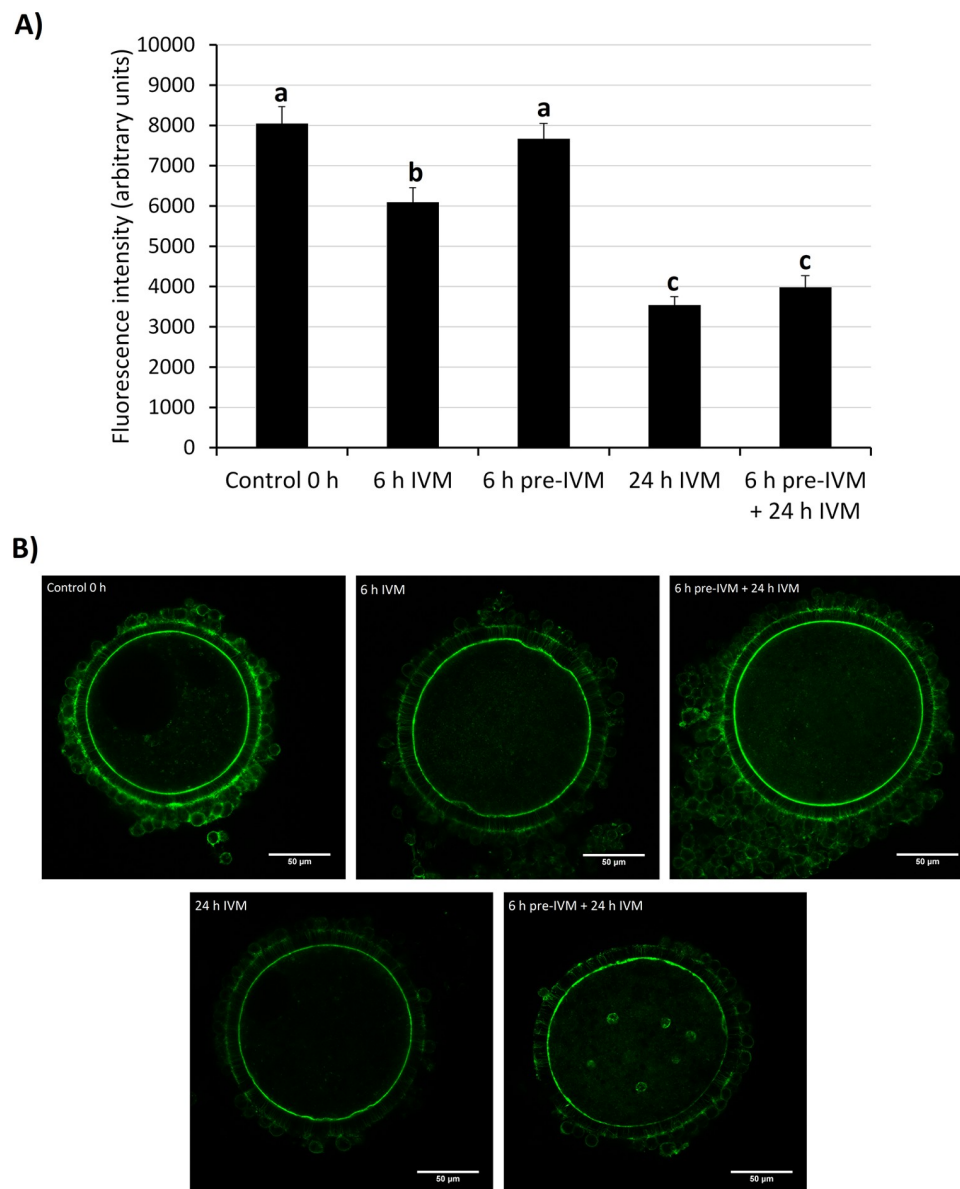 A)
Fluorescence intensity (arbitrary units)
10000
9000
8000
7000
6000
5000
4000
3000
2000
1000
0
a
b
a
c
c
Control 0 h
6 h IVM
6 h pre-IVM
24 h IVM
6 h pre-IVM
+ 24 h IVM
B)
Control 0 h
50 µm
6 h IVM
50 µm
6 h pre-IVM + 24 h IVM
50 µm
24 h IVM
50 µm
6 h pre-IVM + 24 h IVM
50 µm